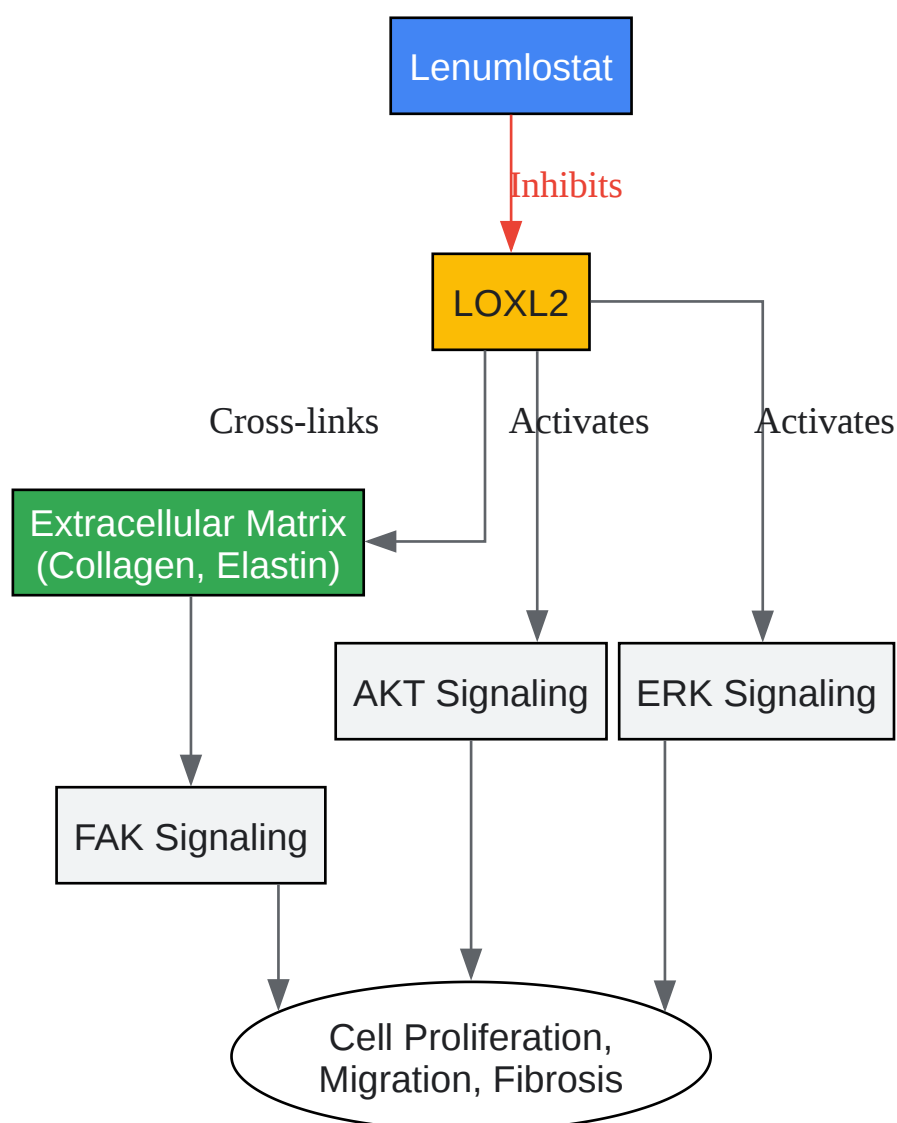 Lenumlostat
Inhibits
LOXL2
Cross-links
Activates
Activates
Extracellular Matrix
(Collagen, Elastin)
AKT Signaling
ERK Signaling
FAK Signaling
Cell Proliferation,
Migration, Fibrosis